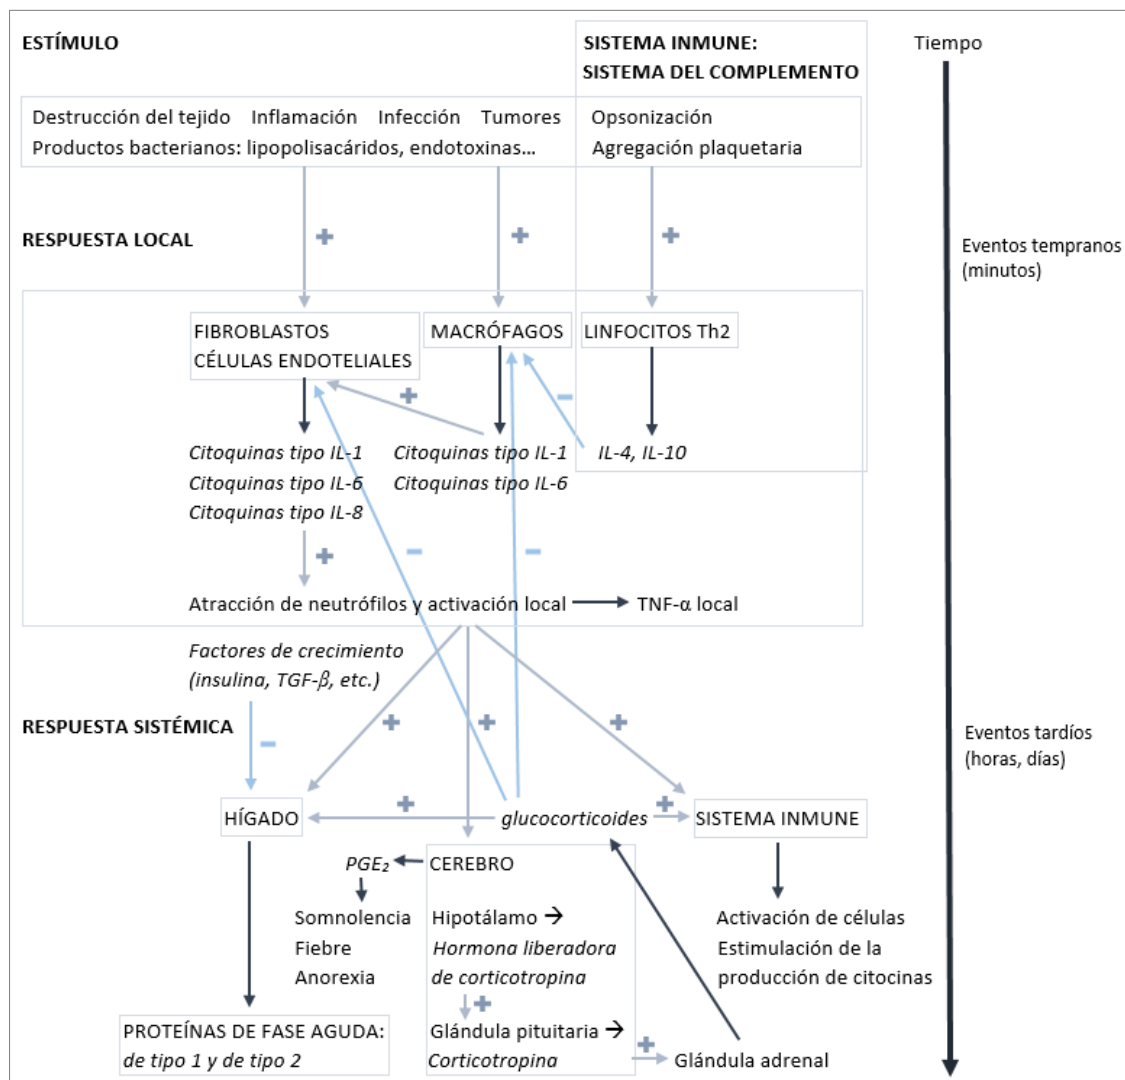 ESTÍMULO
SISTEMA INMUNE:
SISTEMA DEL COMPLEMENTO
Tiempo
Destrucción del tejido Inflamación Infección Tumores
Productos bacterianos: lipopolisacáridos, endotoxinas...
Opsonización
Agregación plaquetaria
+
+
+
RESPUESTA LOCAL
Eventos tempranos
(minutos)
FIBROBLASTOS
CÉLULAS ENDOTELIALES
MACRÓFAGOS
LINFOCITOS Th2
+
–
Citoquinas tipo IL-1
Citoquinas tipo IL-6
Citoquinas tipo IL-8
Citoquinas tipo IL-1
Citoquinas tipo IL-6
IL-4, IL-10
+
–
–
Atracción de neutrófilos y activación local
TNF-α local
Factores de crecimiento
(insulina, TGF-β, etc.)
RESPUESTA SISTÉMICA
–
+
+
+
Eventos tardíos
(horas, días)
HÍGADO
+
glucocorticoides
+
SISTEMA INMUNE
PGE₂
CEREBRO
Somnolencia
Fiebre
Anorexia
Hipotálamo →
Hormona liberadora
de corticotropina
+
Glándula pituitaria →
Corticotropina
+
Glándula adrenal
Activación de células
Estimulación de la
producción de citocinas
PROTEÍNAS DE FASE AGUDA:
de tipo 1 y de tipo 2